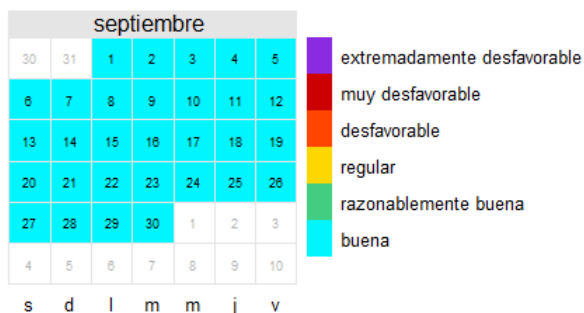 septiembre
30 31 1 2 3 4 5
6 7 8 9 10 11 12
13 14 15 16 17 18 19
20 21 22 23 24 25 26
27 28 29 30 1 2 3
4 5 6 7 8 9 10
s d l m m j v
extremadamente desfavorable
muy desfavorable
desfavorable
regular
razonablemente buena
buena